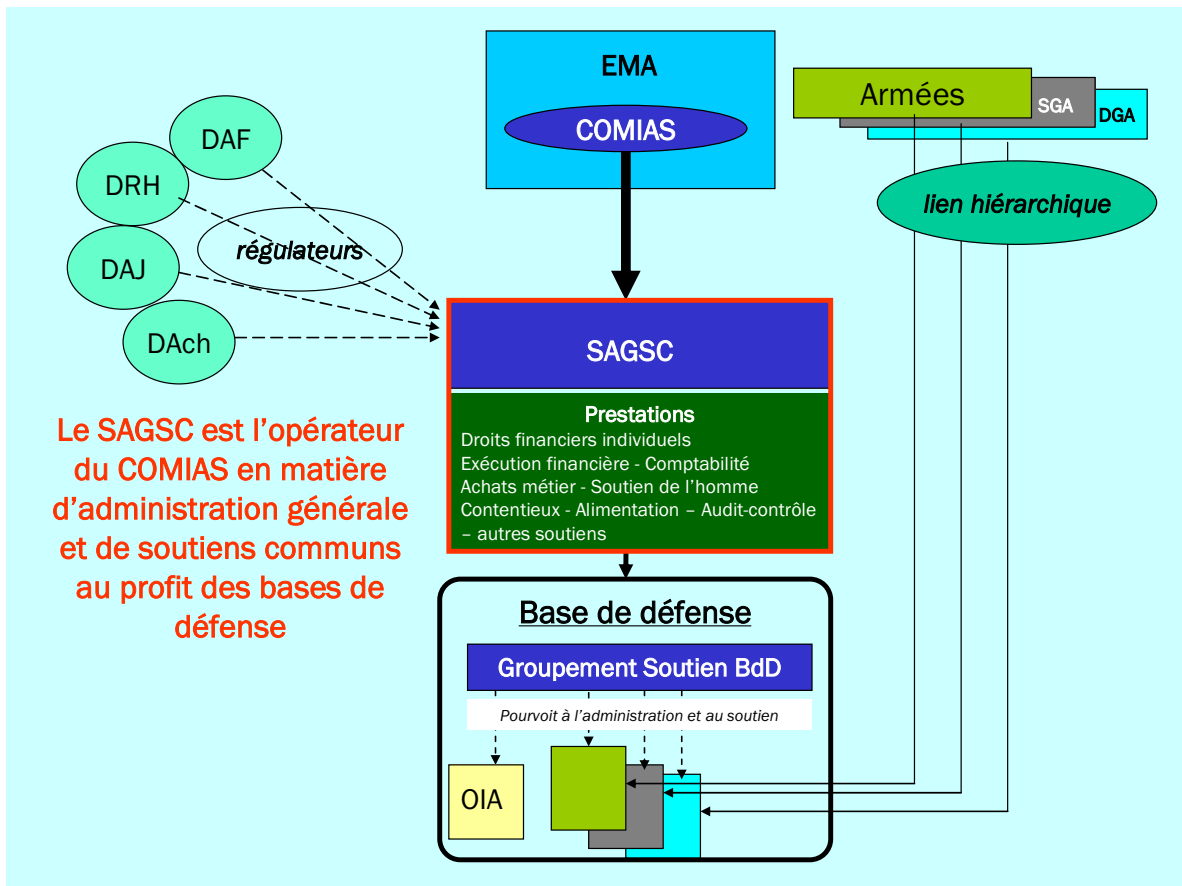 EMA
COMIAS
Armées
SGA
DGA
lien hiérarchique
DAF
DRH
DAJ
DAch
régulateurs
SAGSC
Prestations
Droits financiers individuels
Exécution financière - Comptabilité
Achats métier - Soutien de l'homme
Contentieux - Alimentation – Audit-contrôle
– autres soutiens
Le SAGSC est l'opérateur
du COMIAS en matière
d'administration générale
et de soutiens communs
au profit des bases de
défense
Base de défense
Groupement Soutien BdD
Pourvoit à l'administration et au soutien
OIA